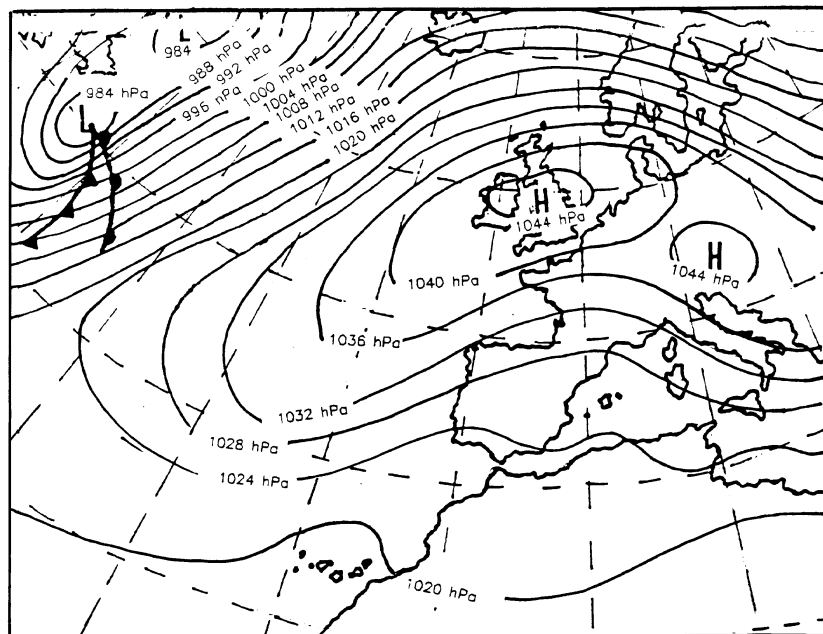 L
984
984 hPa
L
988 hPa
992 hPa
996 hPa
1000 hPa
1004 hPa
1008 hPa
1012 hPa
1016 hPa
1020 hPa
H
1044 hPa
H
1044 hPa
1040 hPa
1036 hPa
1032 hPa
1028 hPa
1024 hPa
1020 hPa